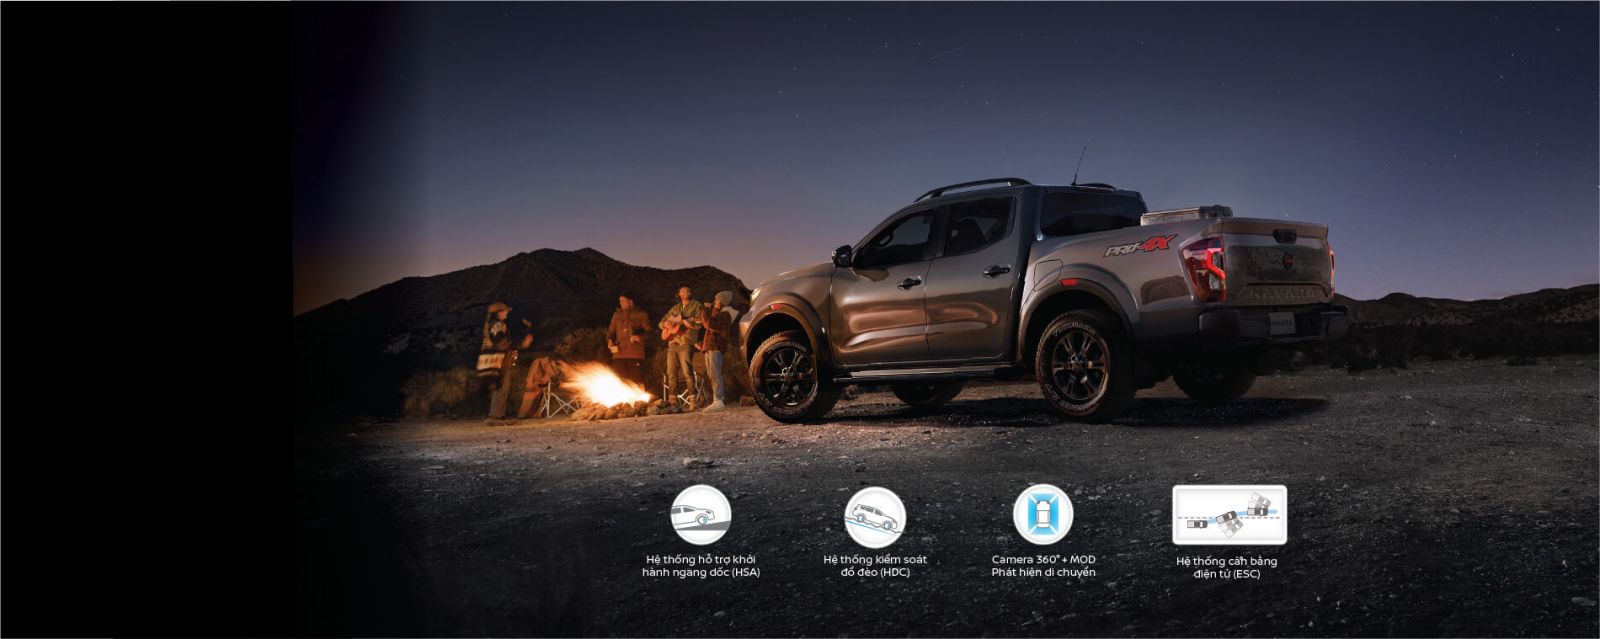 PRO-4X
NAVARA
Hệ thống hỗ trợ khởi
hành ngang dốc (HSA)
Hệ thống kiểm soát
đổ đèo (HDC)
Camera 360° + MOD
Phát hiện di chuyển
Hệ thống cân bằng
điện tử (ESC)